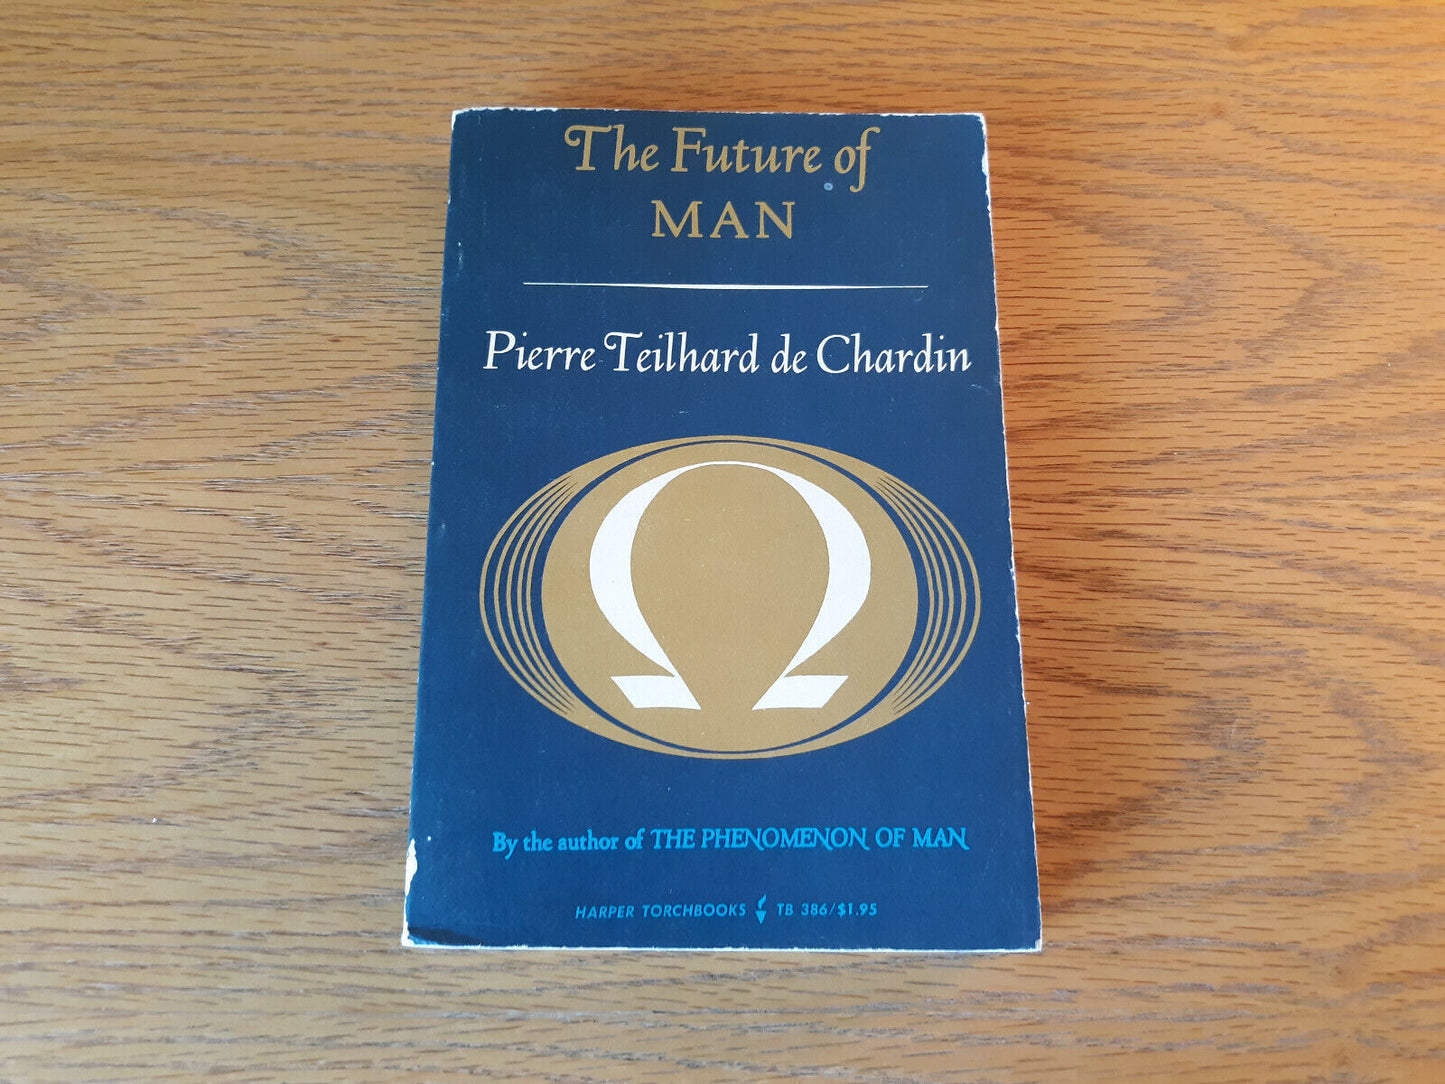 The Future of
MAN
Pierre Teilhard de Chardin
Ω
By the author of THE PHENOMENON OF MAN
HARPER TORCHBOOKS TB 386/$1.95